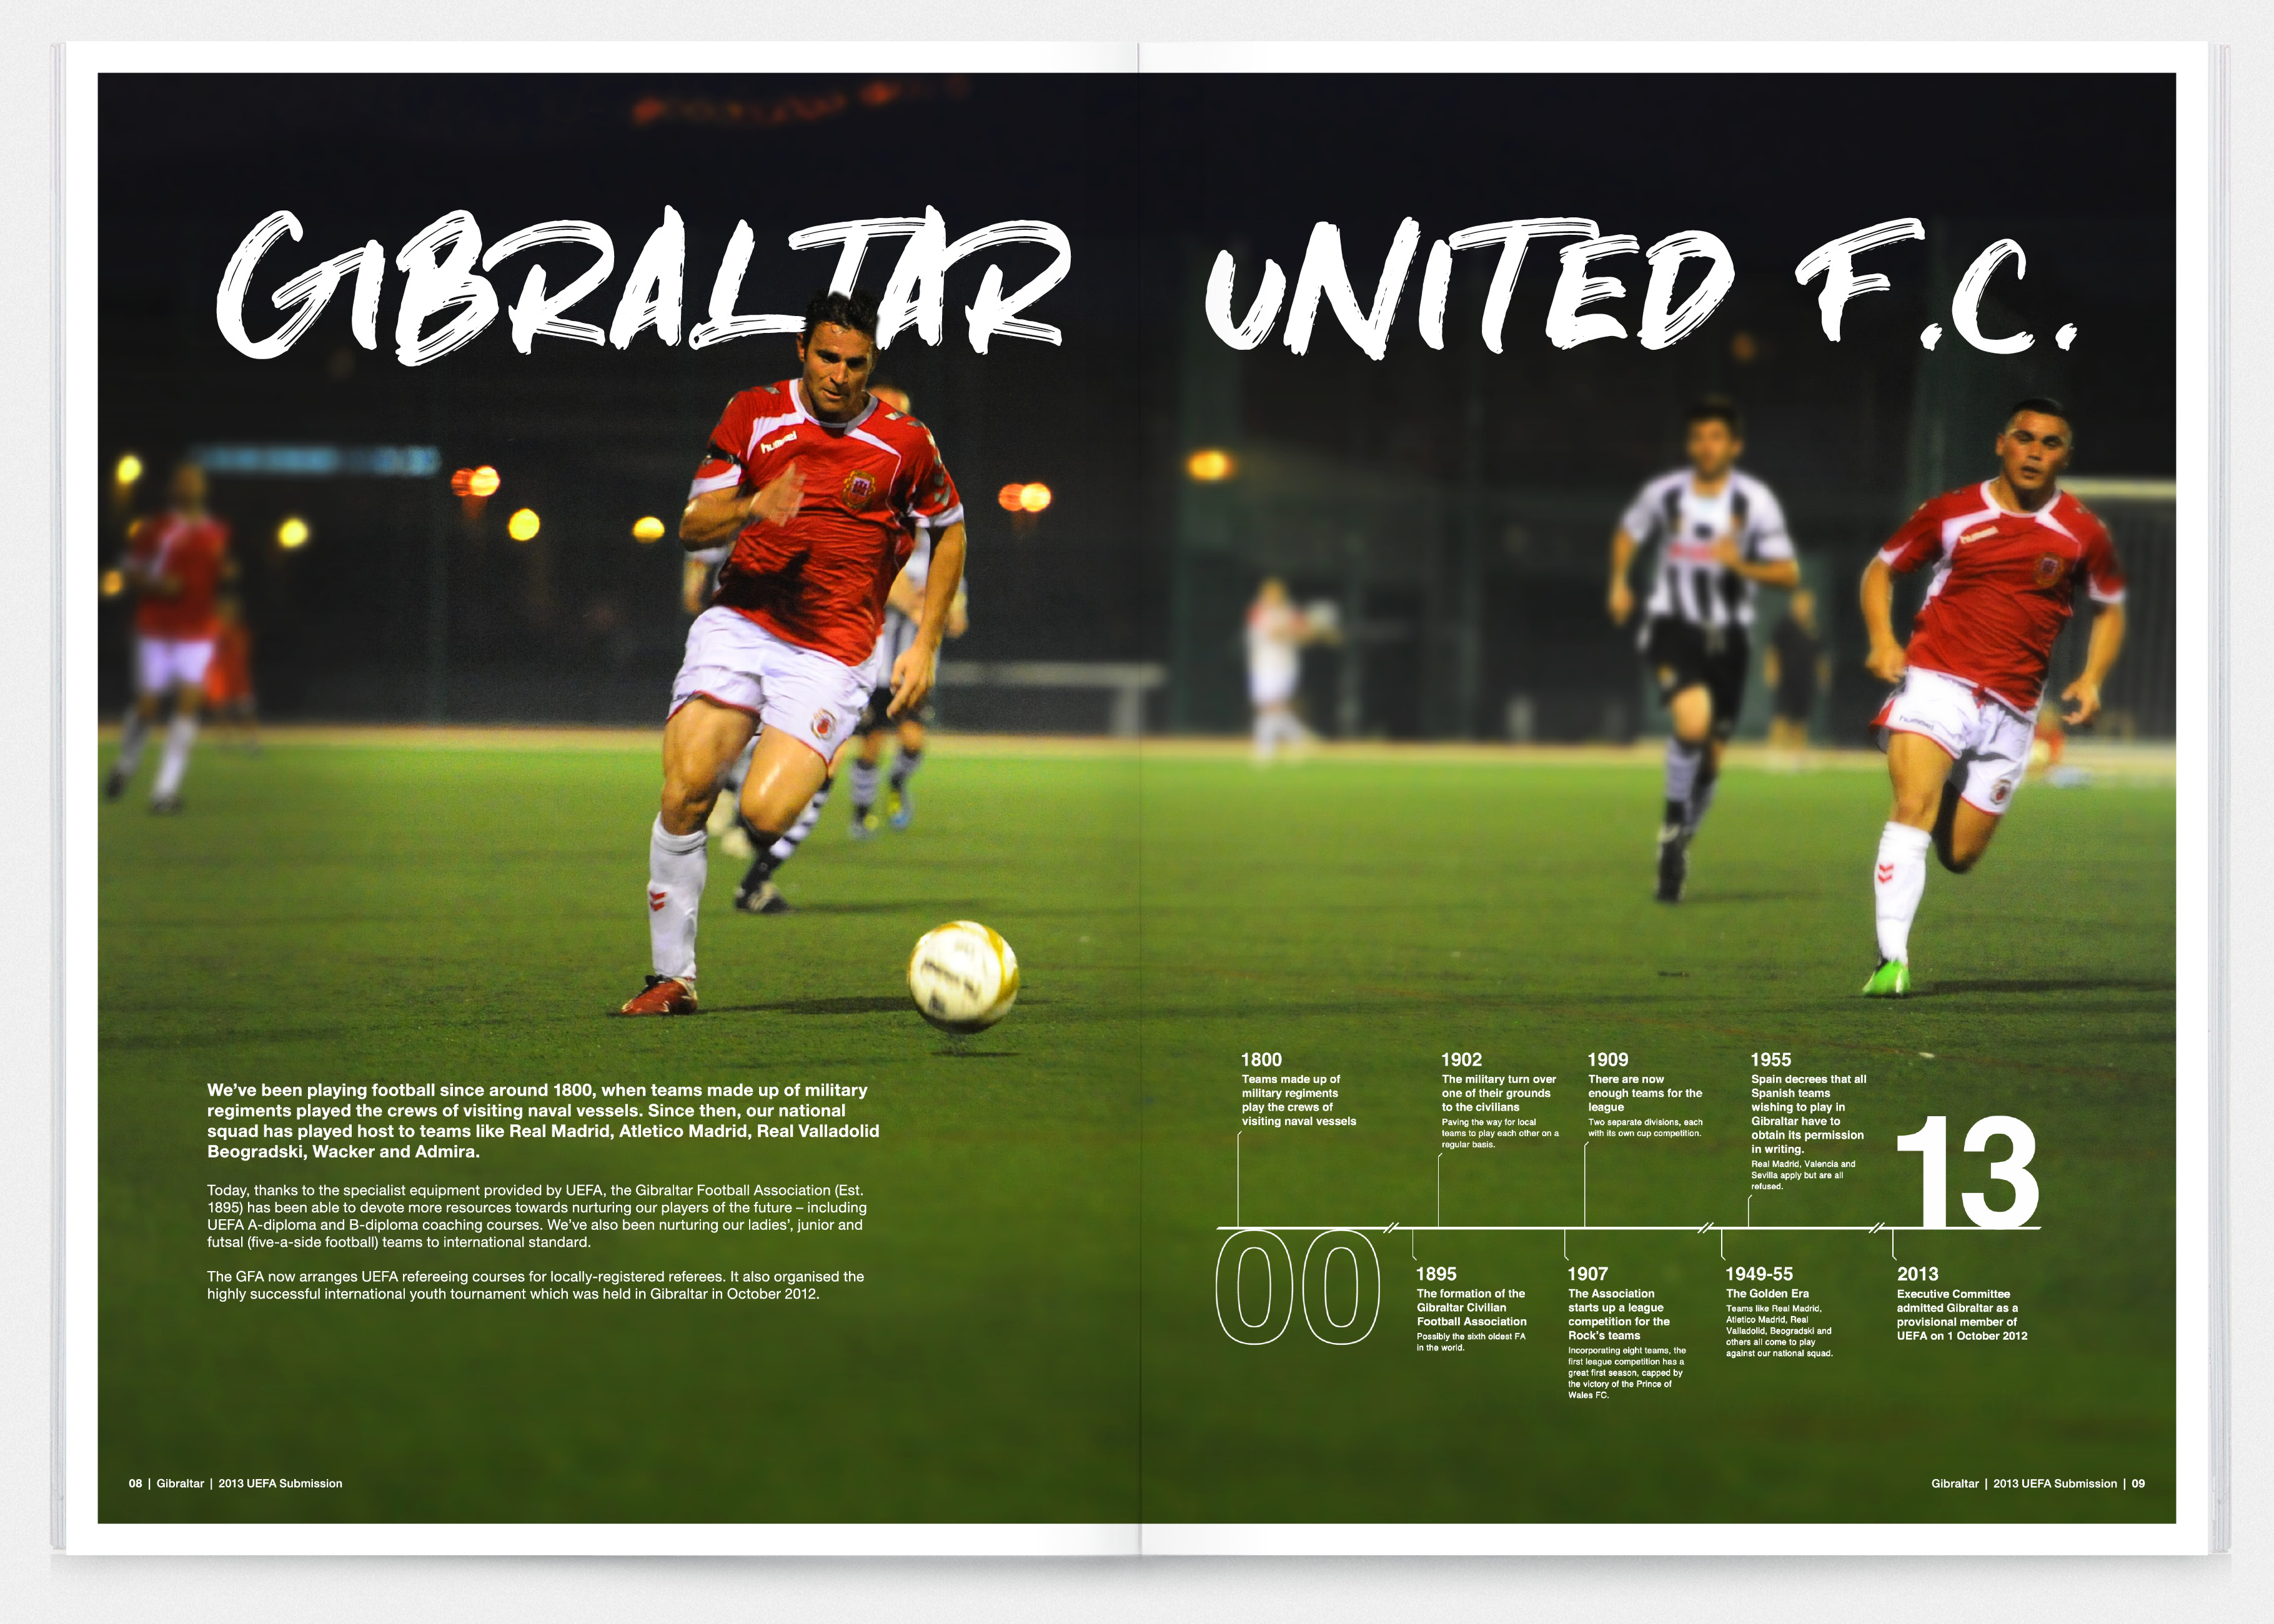 GIBRALTAR UNITED F.C.
hummel
hummel
hummel
We've been playing football since around 1800, when teams made up of military
regiments played the crews of visiting naval vessels. Since then, our national
squad has played host to teams like Real Madrid, Atletico Madrid, Real Valladolid
Beogradski, Wacker and Admira.
Today, thanks to the specialist equipment provided by UEFA, the Gibraltar Football Association (Est.
1895) has been able to devote more resources towards nurturing our players of the future – including
UEFA A-diploma and B-diploma coaching courses. We've also been nurturing our ladies', junior and
futsal (five-a-side football) teams to international standard.
The GFA now arranges UEFA refereeing courses for locally-registered referees. It also organised the
highly successful international youth tournament which was held in Gibraltar in October 2012.
1800
Teams made up of
military regiments
play the crews of
visiting naval vessels
1902
The military turn over
one of their grounds
to the civilians
Paving the way for local
teams to play each other on a
regular basis.
1909
There are now
enough teams for the
league
Two separate divisions, each
with its own cup competition.
1955
Spain decrees that all
Spanish teams
wishing to play in
Gibraltar have to
obtain its permission
in writing.
Real Madrid, Valencia and
Sevilla apply but are all
refused.
13
00
1895
The formation of the
Gibraltar Civilian
Football Association
Possibly the sixth oldest FA
in the world.
1907
The Association
starts up a league
competition for the
Rock's teams
Incorporating eight teams, the
first league competition has a
great first season, capped by
the victory of the Prince of
Wales FC.
1949-55
The Golden Era
Teams like Real Madrid,
Atletico Madrid, Real
Valladolid, Beogradski and
others all come to play
against our national squad.
2013
Executive Committee
admitted Gibraltar as a
provisional member of
UEFA on 1 October 2012
08 | Gibraltar | 2013 UEFA Submission
Gibraltar | 2013 UEFA Submission | 09